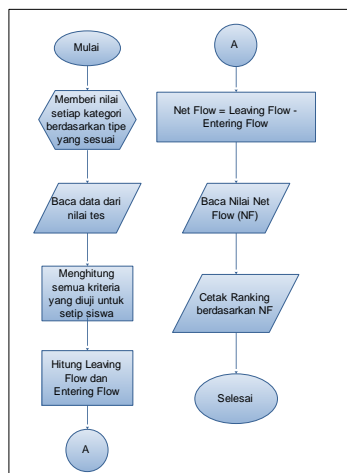 Mulai
Memberi nilai
setiap kategori
berdasarkan tipe
yang sesuai
Baca data dari
nilai tes
Menghitung
semua kriteria
yang diuji untuk
setip siswa
Hitung Leaving
Flow dan
Entering Flow
A
A
Net Flow = Leaving Flow -
Entering Flow
Baca Nilai Net
Flow (NF)
Cetak Ranking
berdasarkan NF
Selesai